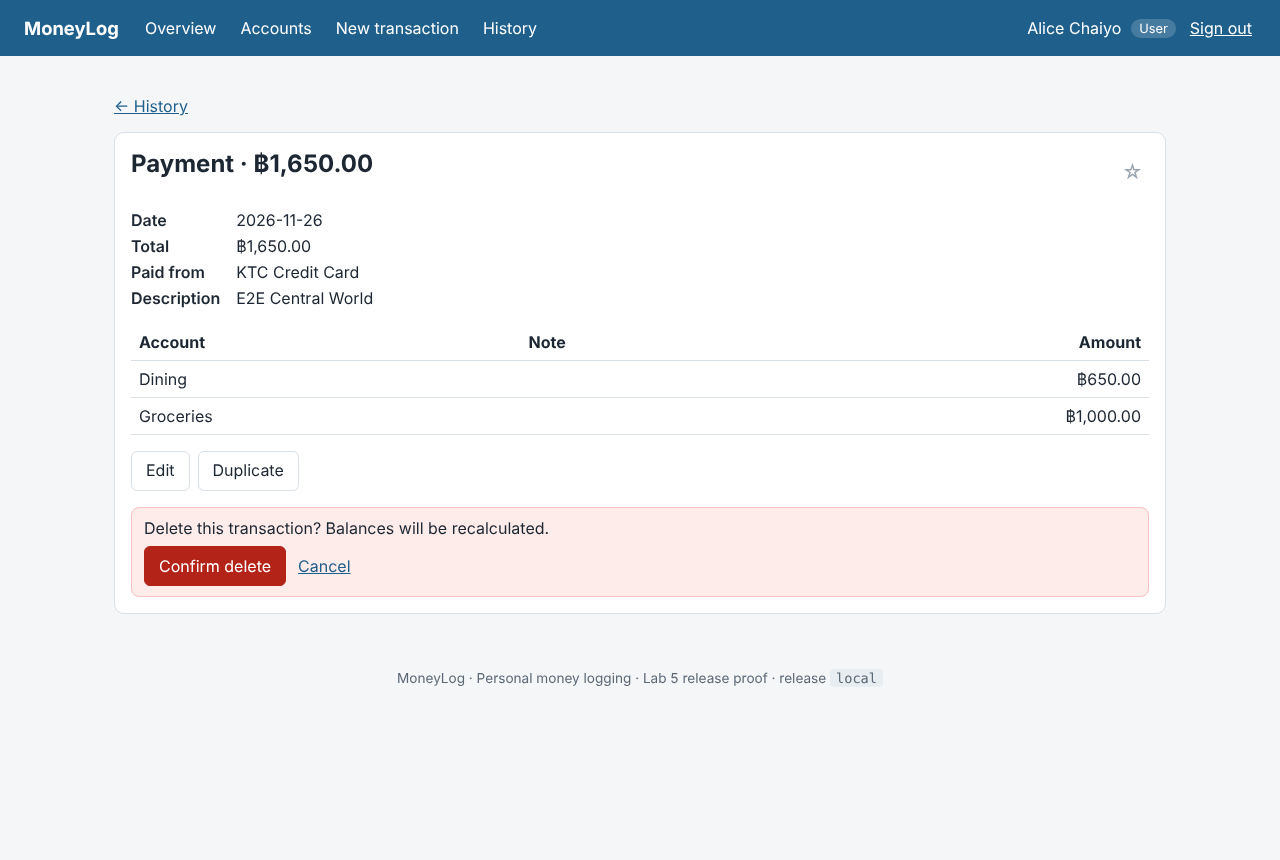 MoneyLog Overview Accounts New transaction History Alice Chaiyo User Sign out
← History
Payment · ฿1,650.00 ☆
Date 2026-11-26
Total ฿1,650.00
Paid from KTC Credit Card
Description E2E Central World
Account Note Amount
Dining ฿650.00
Groceries ฿1,000.00
Edit Duplicate
Delete this transaction? Balances will be recalculated.
Confirm delete Cancel
MoneyLog · Personal money logging · Lab 5 release proof · release local